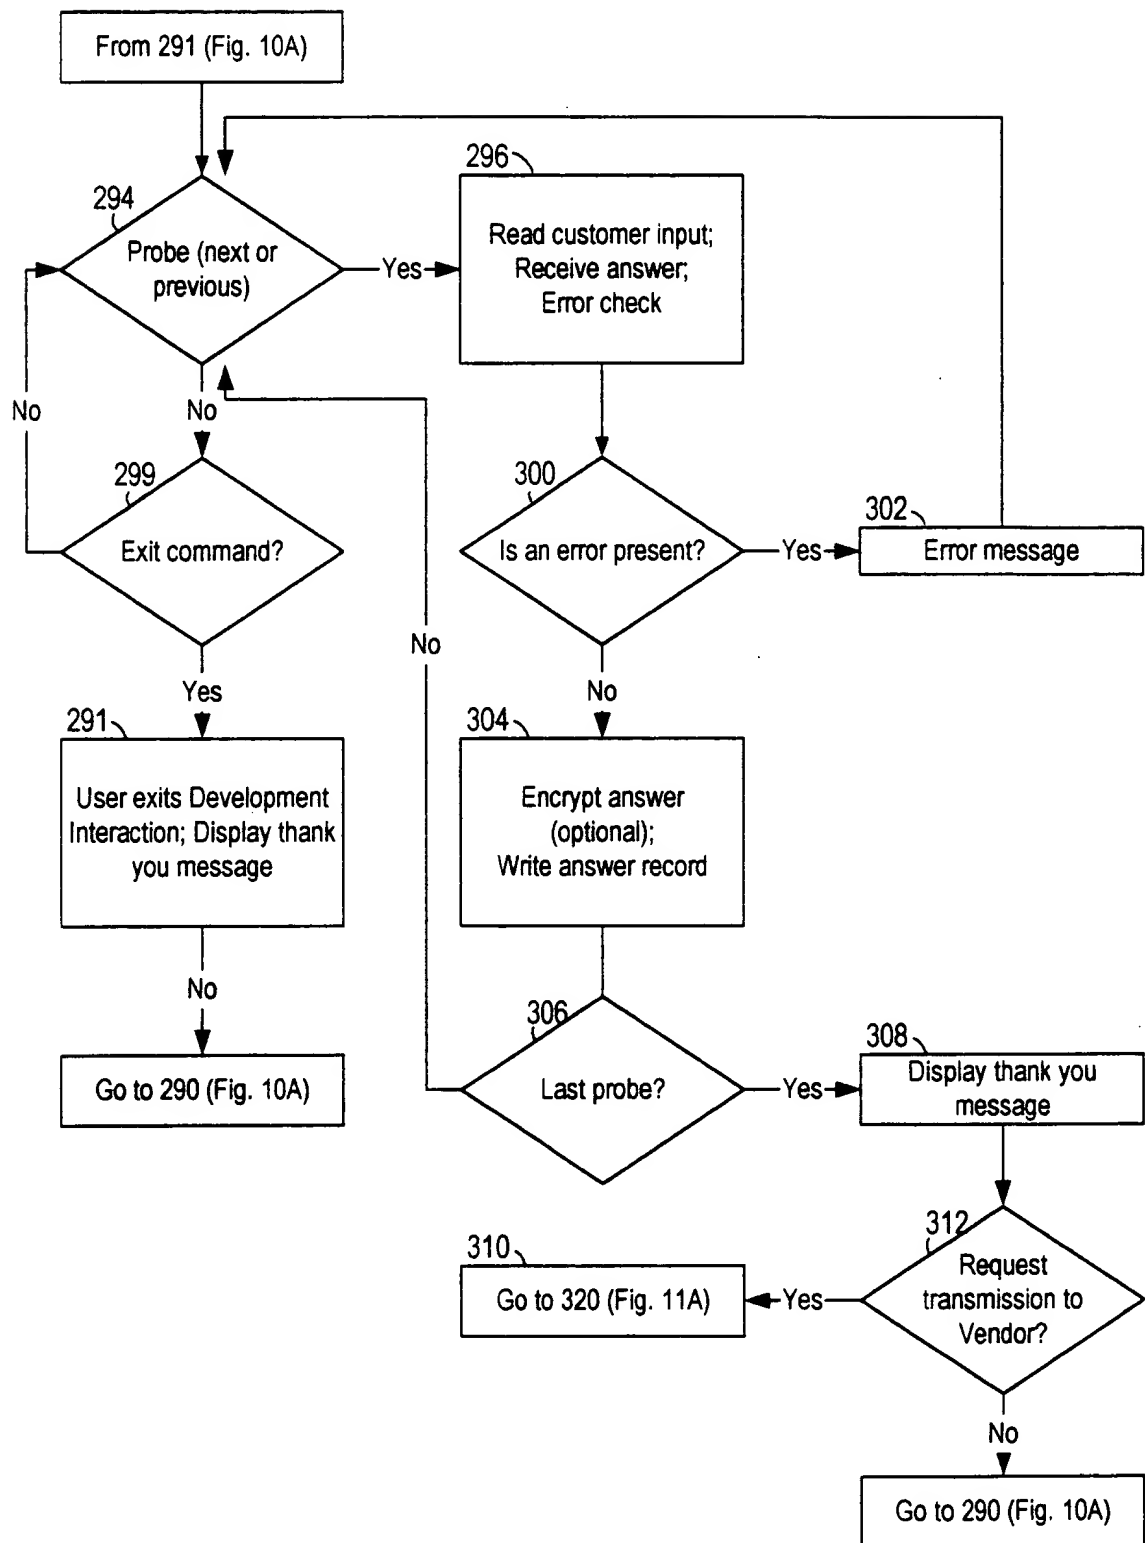 From 291 (Fig. 10A)
294
Probe (next or
previous)
Yes
296
Read customer input;
Receive answer;
Error check
No
No
299
Exit command?
300
Is an error present?
Yes
302
Error message
No
Yes
No
291
User exits Development
Interaction; Display thank
you message
304
Encrypt answer
(optional);
Write answer record
No
306
Last probe?
Yes
308
Display thank you
message
Go to 290 (Fig. 10A)
310
Go to 320 (Fig. 11A)
Yes
312
Request
transmission to
Vendor?
No
Go to 290 (Fig. 10A)